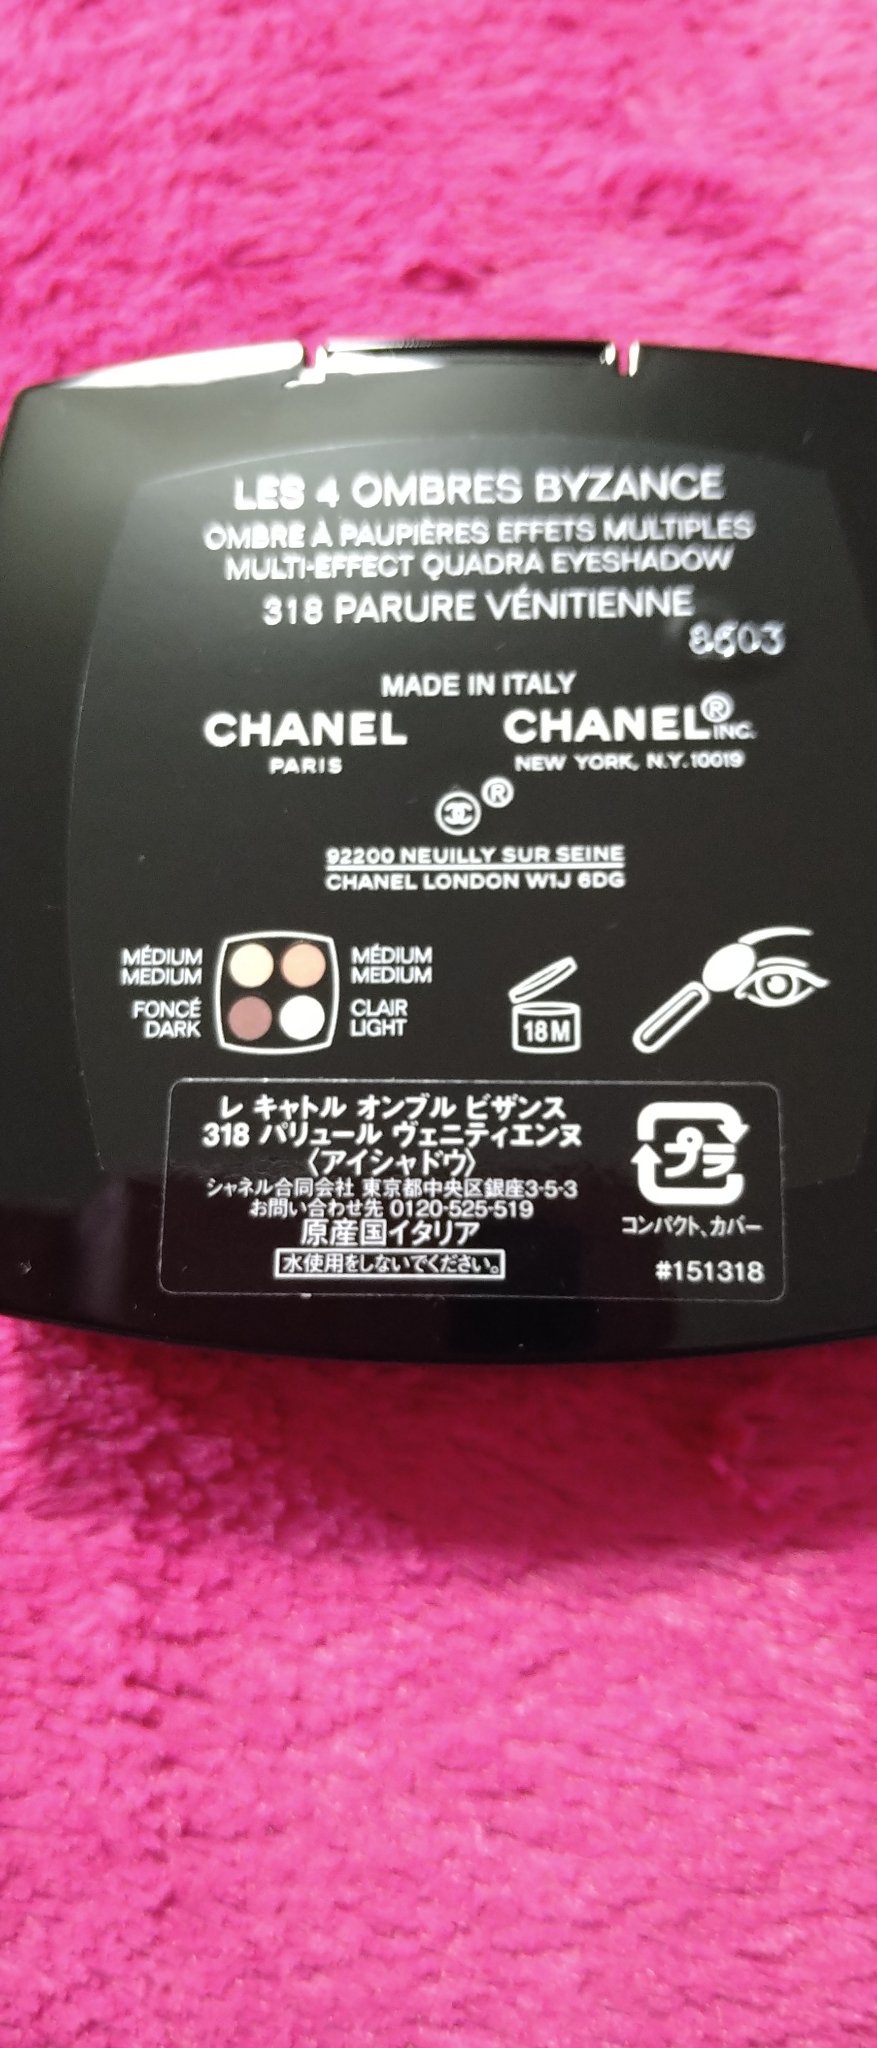 LES 4 OMBRES BYZANCE
OMBRE À PAUPIÈRES EFFETS MULTIPLES
MULTI-EFFECT QUADRA EYESHADOW
318 PARURE VÉNITIENNE
8603
MADE IN ITALY
CHANEL
PARIS
CHANEL® INC.
NEW YORK, N.Y. 10019
®
92200 NEUILLY SUR SEINE
CHANEL LONDON W1J 6DG
MÉDIUM
MEDIUM
MÉDIUM
MEDIUM
FONCÉ
DARK
CLAIR
LIGHT
18 M
レ キャトル オンブル ビザンス
318 パリュール ヴェニティエンヌ
〈アイシャドウ〉
シャネル合同会社 東京都中央区銀座3-5-3
お問い合わせ先 0120-525-519
原産国イタリア
水使用をしないでください。
プラ
コンパクト、カバー
#151318